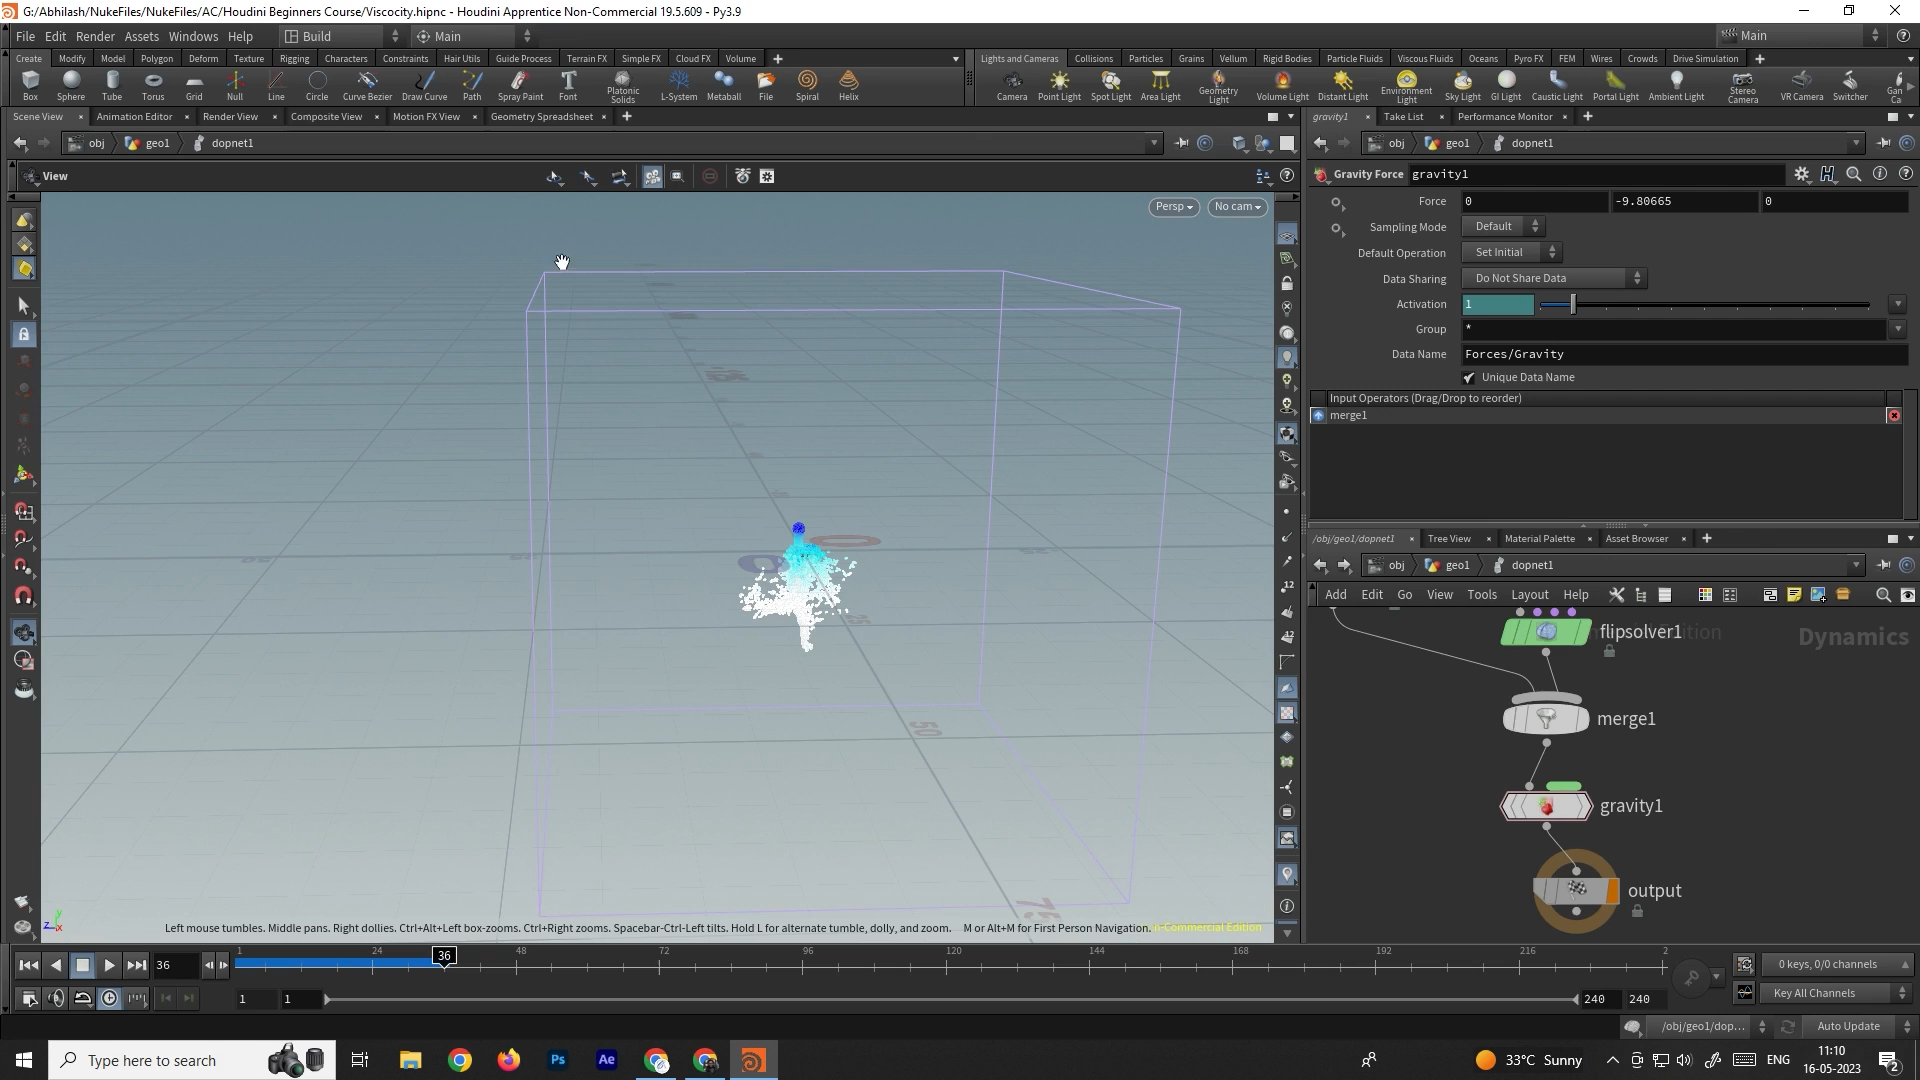 G:/Abhilash/NukeFiles/NukeFiles/AC/Houdini Beginners Course/Viscocity.hipnc - Houdini Apprentice Non-Commercial 19.5.609 - Py3.9
File Edit Render Assets Windows Help Build Main Main
Create Modify Model Polygon Deform Texture Rigging Characters Constraints Hair Utils Guide Process Terrain FX Simple FX Cloud FX Volume
Lights and Cameras Collisions Particles Grains Vellum Rigid Bodies Particle Fluids Viscous Fluids Oceans Pyro FX FEM Wires Crowds Drive Simulation
Box Sphere Tube Torus Grid Null Line Circle Curve Bezier Draw Curve Path Spray Paint Font Platonic Solids L-System Metaball File Spiral Helix
Camera Point Light Spot Light Area Light Geometry Light Volume Light Distant Light Environment Light Sky Light GI Light Caustic Light Portal Light Ambient Light Stereo Camera VR Camera Switcher
Scene View Animation Editor Render View Composite View Motion FX View Geometry Spreadsheet
gravity1 Take List Performance Monitor
obj geo1 dopnet1
obj geo1 dopnet1
View
Persp No cam
Gravity Force gravity1
Force 0 -9.80665 0
Sampling Mode Default
Default Operation Set Initial
Data Sharing Do Not Share Data
Activation 1
Group *
Data Name Forces/Gravity
Unique Data Name
Input Operators (Drag/Drop to reorder)
merge1
/obj/geo1/dopnet1 Tree View Material Palette Asset Browser
obj geo1 dopnet1
Add Edit Go View Tools Layout Help
flipsolver1
Dynamics
merge1
gravity1
output
Left mouse tumbles. Middle pans. Right dollies. Ctrl+Alt+Left box-zooms. Ctrl+Right zooms. Spacebar-Ctrl-Left tilts. Hold L for alternate tumble, dolly, and zoom. M or Alt+M for First Person Navigation.
n-Commercial Edition
36 1 24 36 48 72 96 120 144 168 192 216 2
0 keys, 0/0 channels
1 1 240 240
Key All Channels
/obj/geo1/dop... Auto Update
Type here to search
33°C Sunny
ENG
11:10
16-05-2023
2